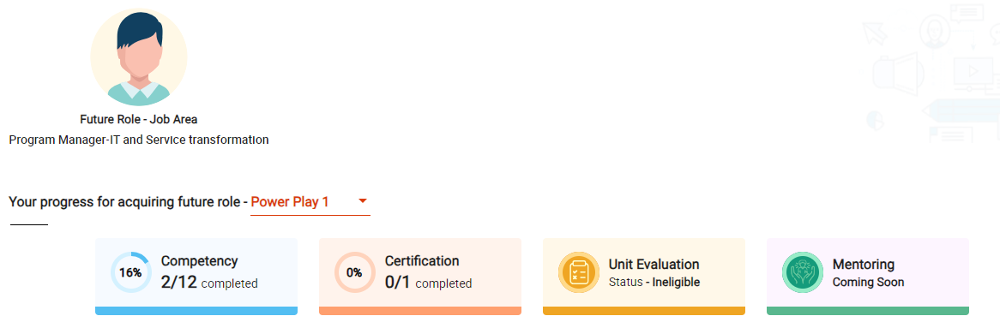 Future Role - Job Area
Program Manager-IT and Service transformation
Your progress for acquiring future role - Power Play 1
16%
Competency
2/12 completed
0%
Certification
0/1 completed
Unit Evaluation
Status - Ineligible
Mentoring
Coming Soon